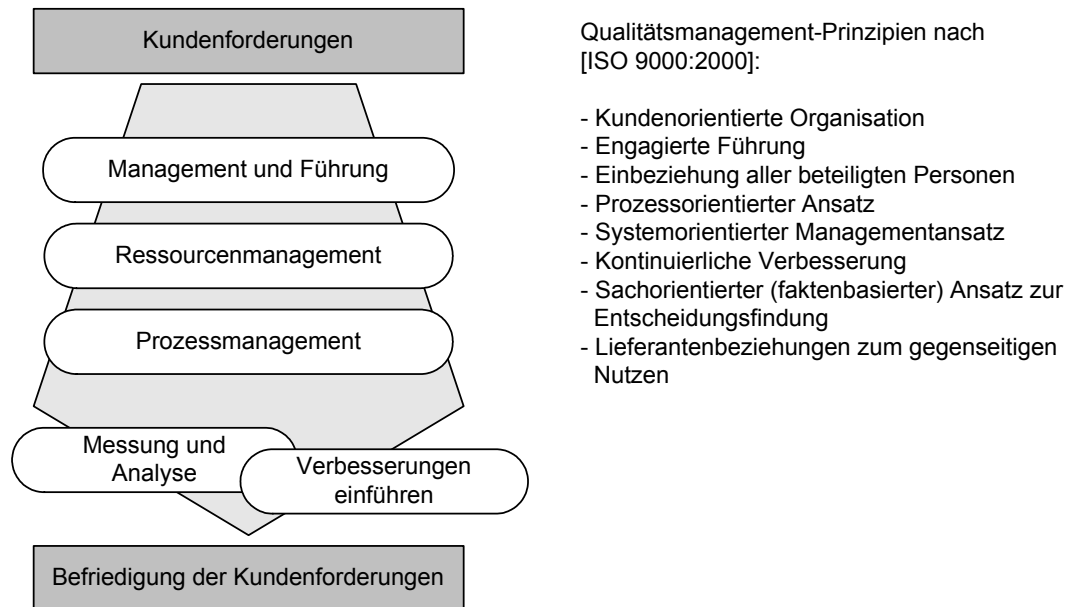 Kundenforderungen
Management und Führung
Ressourcenmanagement
Prozessmanagement
Messung und
Analyse
Verbesserungen
einführen
Befriedigung der Kundenforderungen
Qualitätsmanagement-Prinzipien nach
[ISO 9000:2000]:
- Kundenorientierte Organisation
- Engagierte Führung
- Einbeziehung aller beteiligten Personen
- Prozessorientierter Ansatz
- Systemorientierter Managementansatz
- Kontinuierliche Verbesserung
- Sachorientierter (faktenbasierter) Ansatz zur
Entscheidungsfindung
- Lieferantenbeziehungen zum gegenseitigen
Nutzen